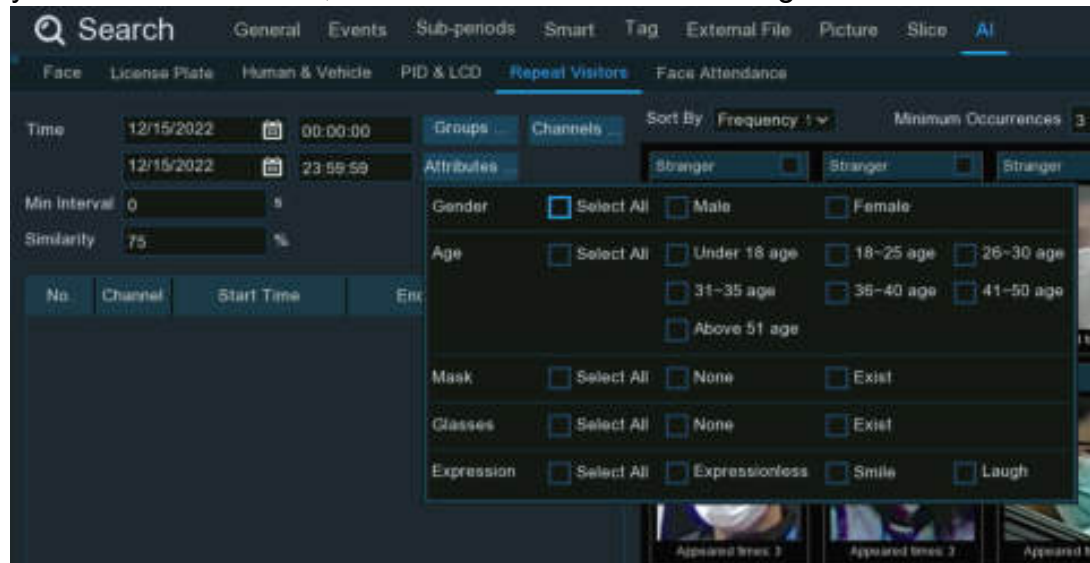 Search General Events Sub-periods Smart Tag External File Picture Slice AI
Face License Plate Human & Vehicle PID & LCD Repeat Visitors Face Attendance
Time 12/15/2022 00:00:00 Groups ... Channels ... Sort By Frequency Minimum Occurrences 3
12/15/2022 23:59:59 Attributes ... Stranger Stranger Stranger
Min Interval 0 s Gender Select All Male Female
Similarity 75 % Age Select All Under 18 age 18~25 age 26~30 age
No. Channel Start Time 31~35 age 36~40 age 41~50 age
Above 51 age
Mask Select All None Exist
Glasses Select All None Exist
Expression Select All Expressionless Smile Laugh
Appeared times: 3 Appeared times: 3 Appeared